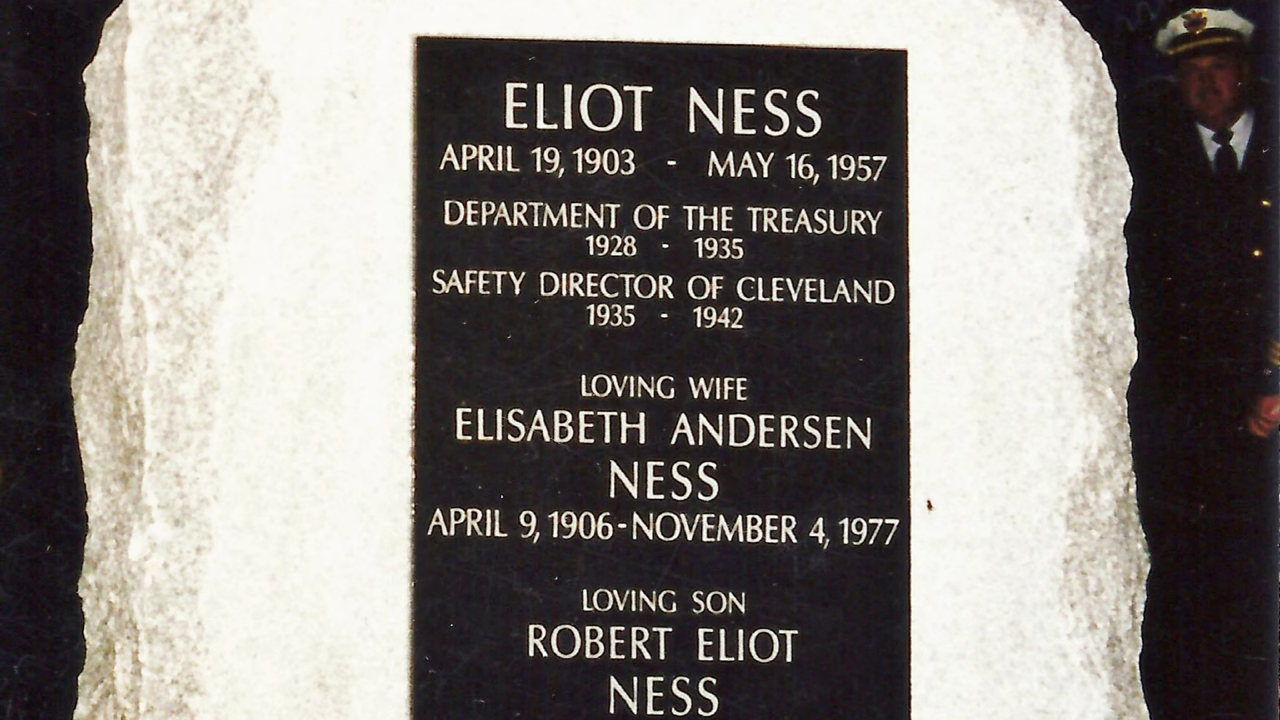 ELIOT NESS
APRIL 19, 1903 - MAY 16, 1957
DEPARTMENT OF THE TREASURY
1928 - 1935
SAFETY DIRECTOR OF CLEVELAND
1935 - 1942
LOVING WIFE
ELISABETH ANDERSEN
NESS
APRIL 9, 1906-NOVEMBER 4, 1977
LOVING SON
ROBERT ELIOT
NESS